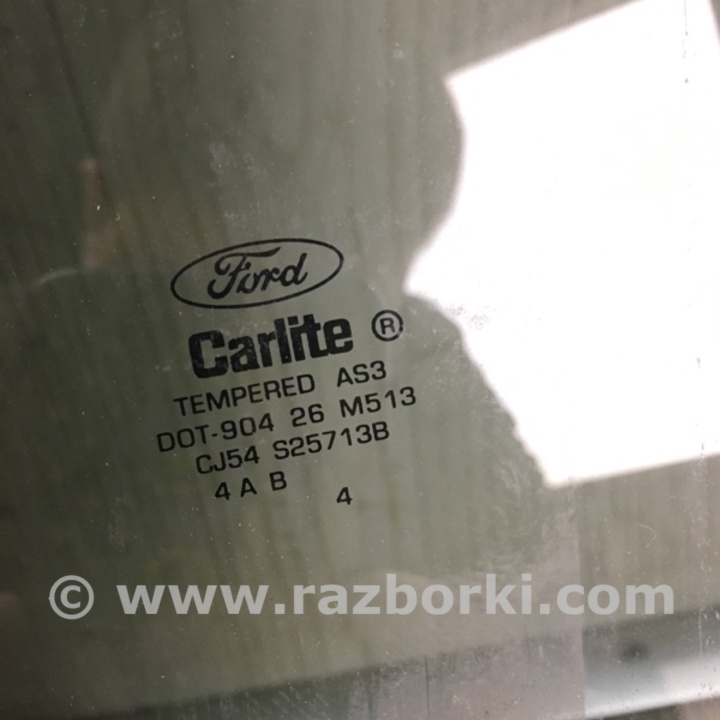 Ford
Carlite ®
TEMPERED AS3
DOT-904 26 M513
CJ54 S25713B
4 A B 4
© www.razborki.com